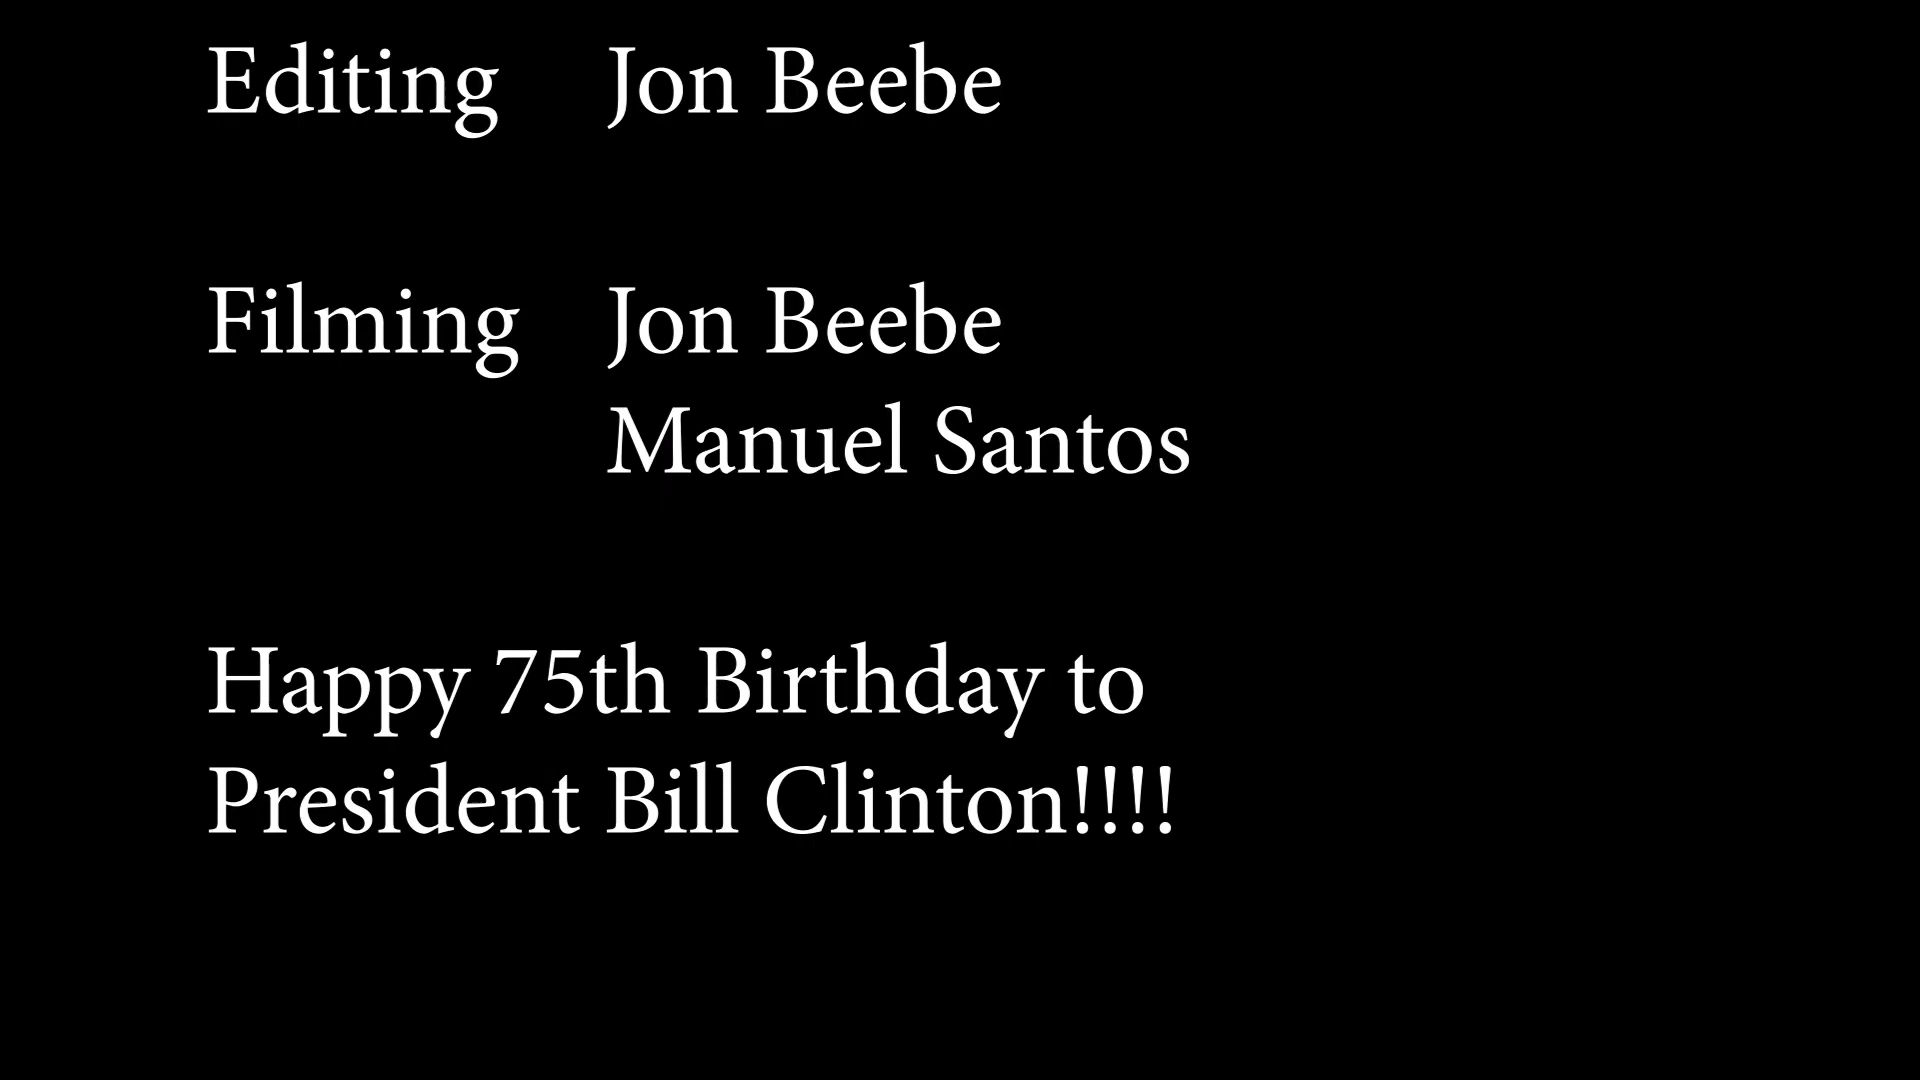 Editing Jon Beebe
Filming Jon Beebe
Manuel Santos
Happy 75th Birthday to
President Bill Clinton!!!!